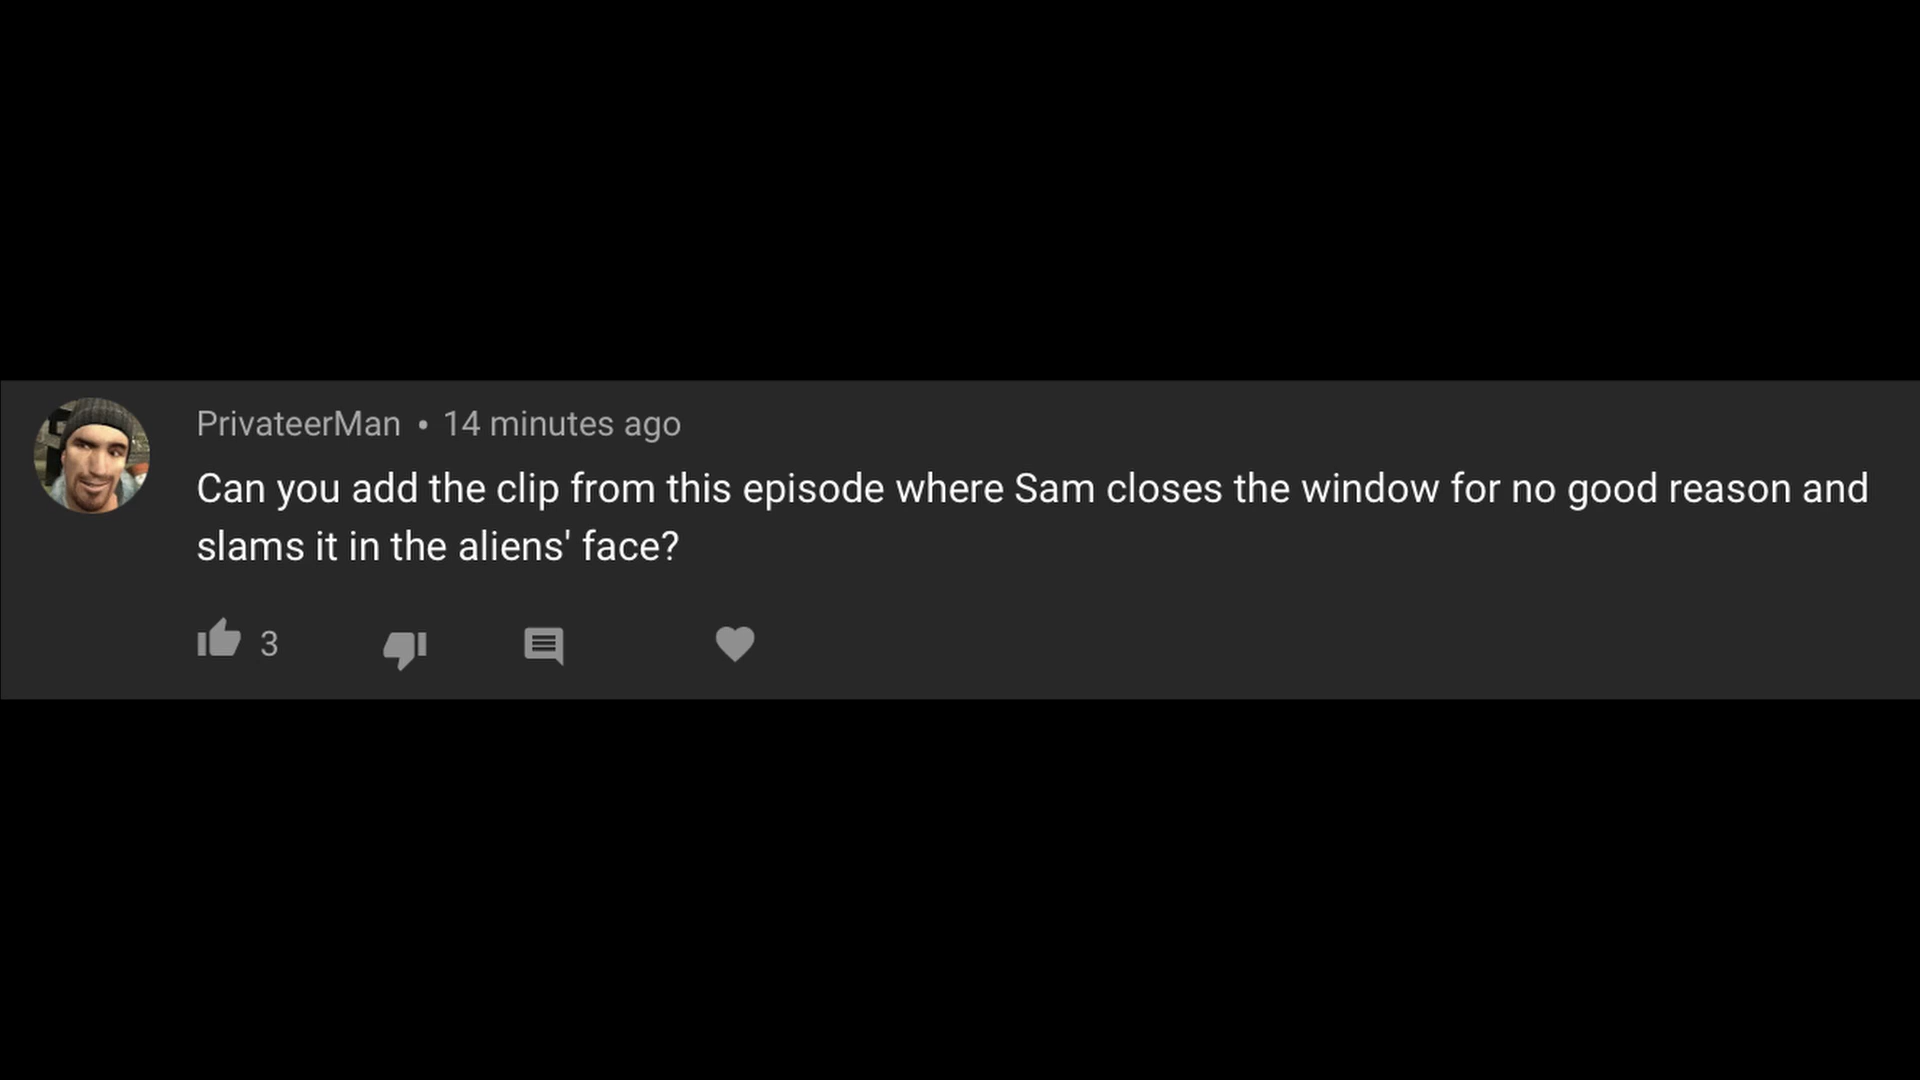 PrivateerMan • 14 minutes ago
Can you add the clip from this episode where Sam closes the window for no good reason and
slams it in the aliens' face?
3